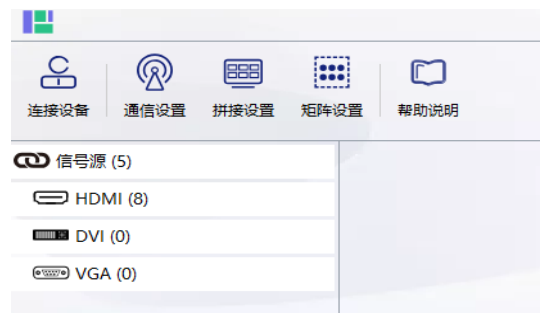 连接设备 通信设置 拼接设置 矩阵设置 帮助说明
信号源 (5)
HDMI (8)
DVI (0)
VGA (0)